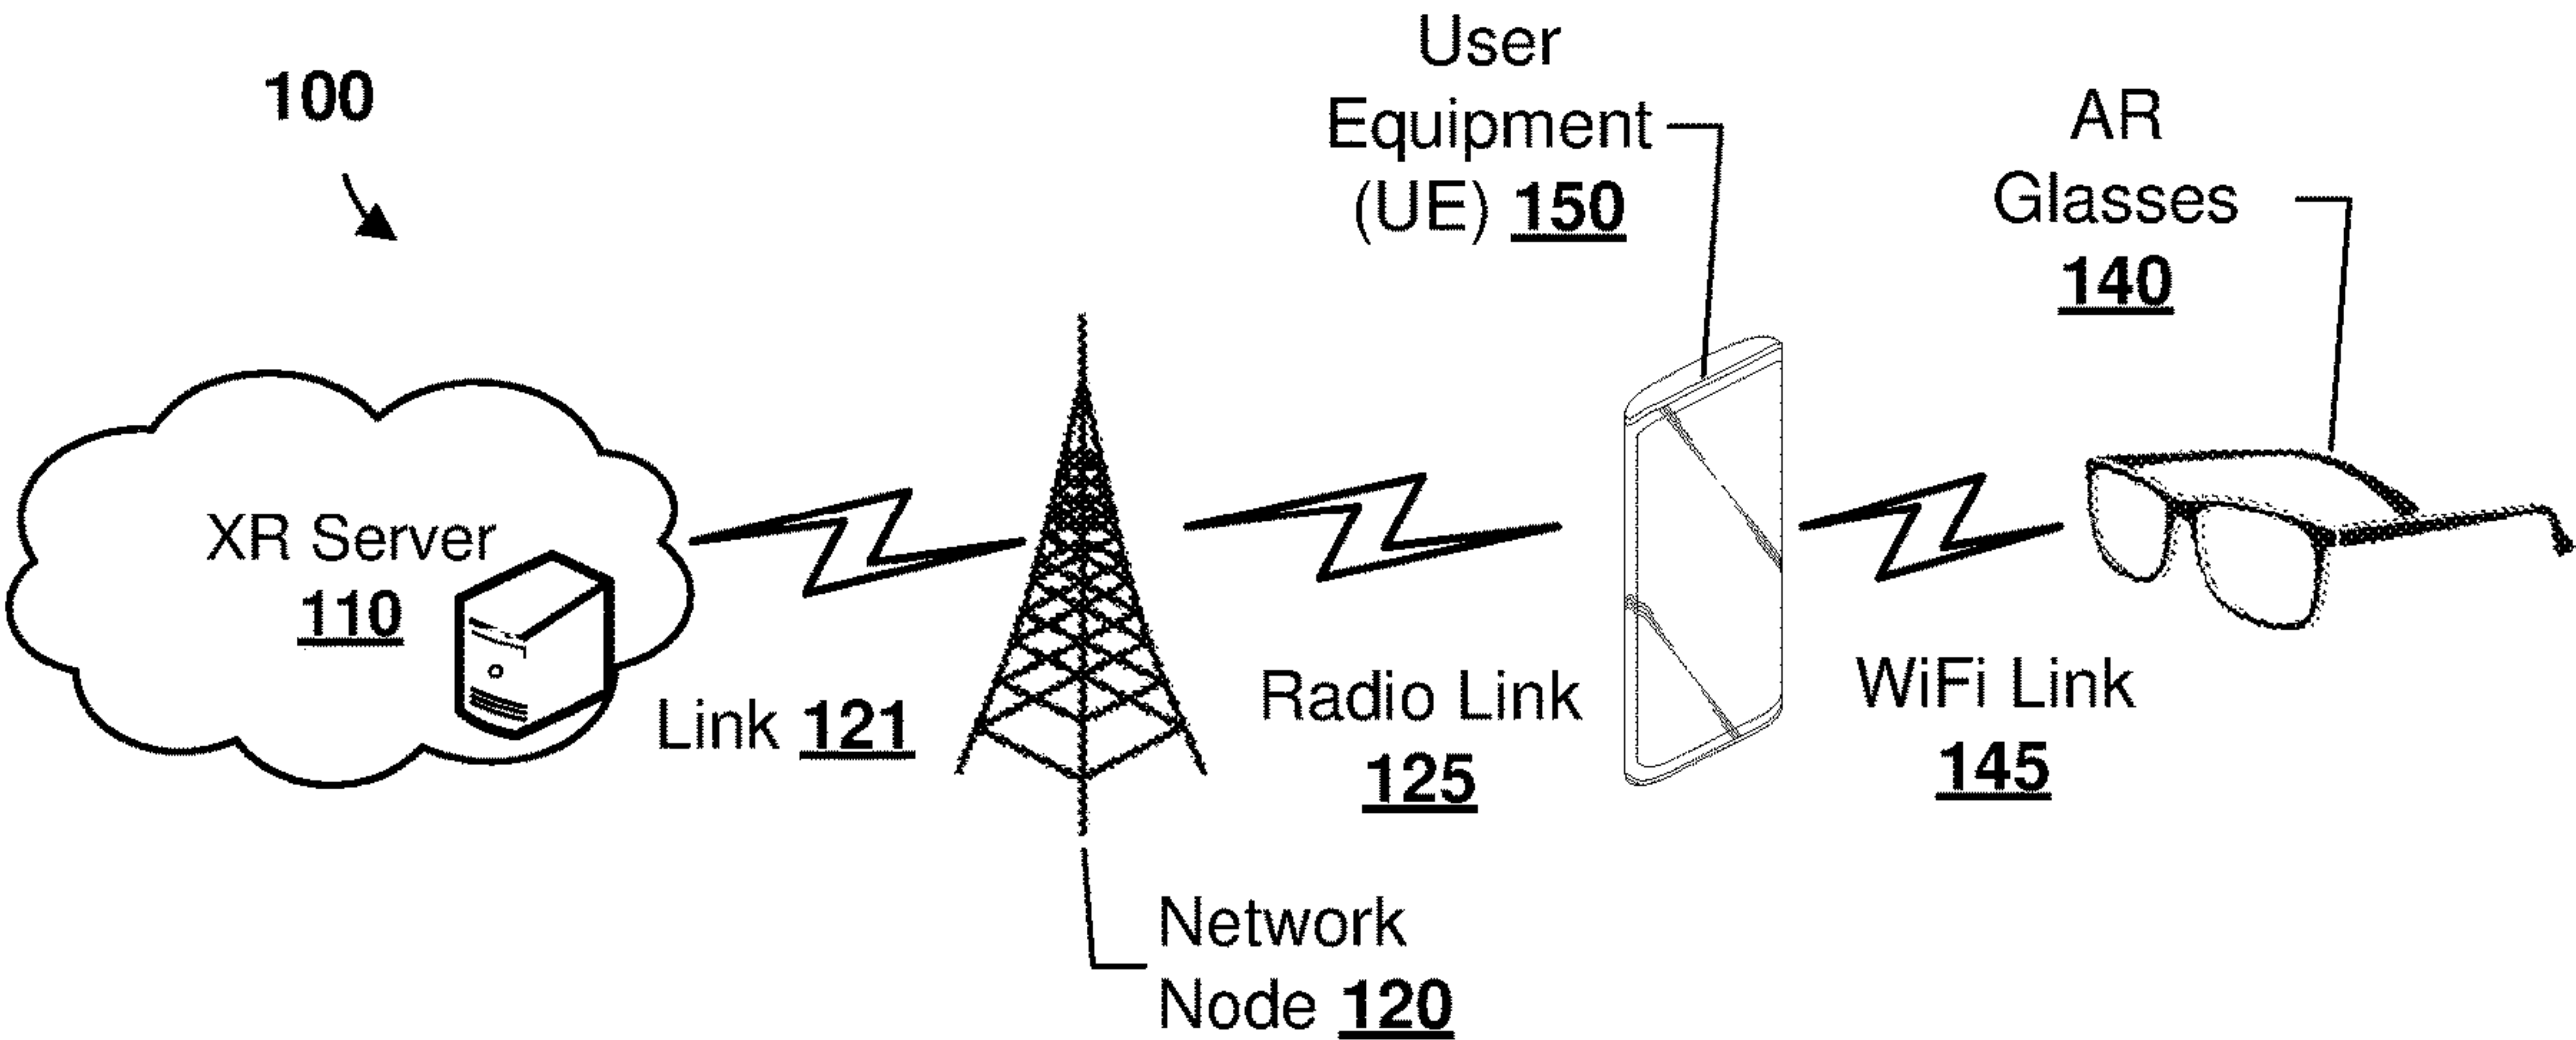 100
User
Equipment
(UE) 150
AR
Glasses
140
XR Server
110
Link 121
Radio Link
125
WiFi Link
145
Network
Node 120